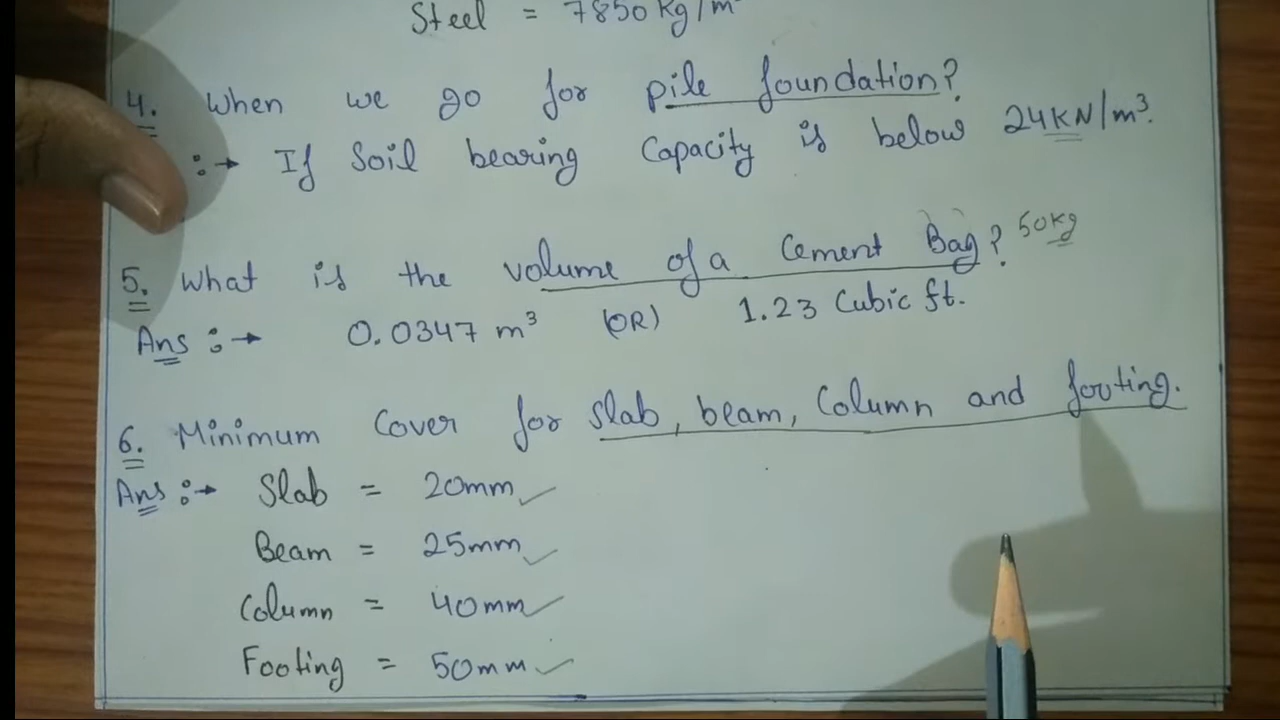 Steel = 7850 Kg/m
4. When we go for pile foundation?
:→ If Soil bearing Capacity is below 24KN/m³.
5. What is the volume of a Cement Bag? 50kg
Ans :→ 0.0347 m³ (OR) 1.23 Cubic ft.
6. Minimum Cover for slab, beam, Column and footing.
Ans :→ Slab = 20mm ✓
Beam = 25mm ✓
Column = 40mm ✓
Footing = 50mm ✓